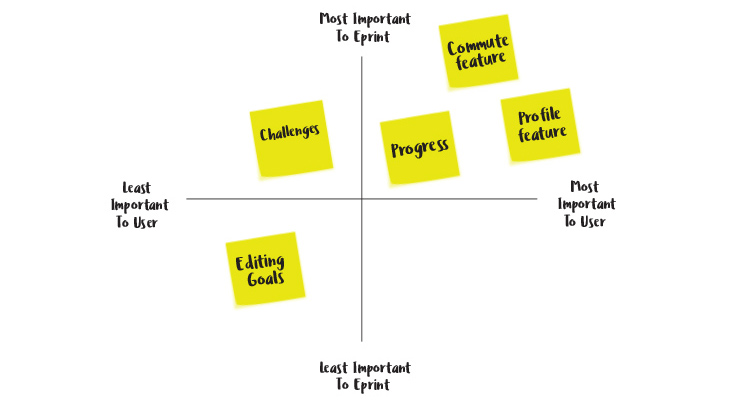 Most Important
To Eprint
Commute
feature
Challenges
Progress
Profile
feature
Least
Important
To User
Most
Important
To User
Editing
Goals
Least Important
To Eprint